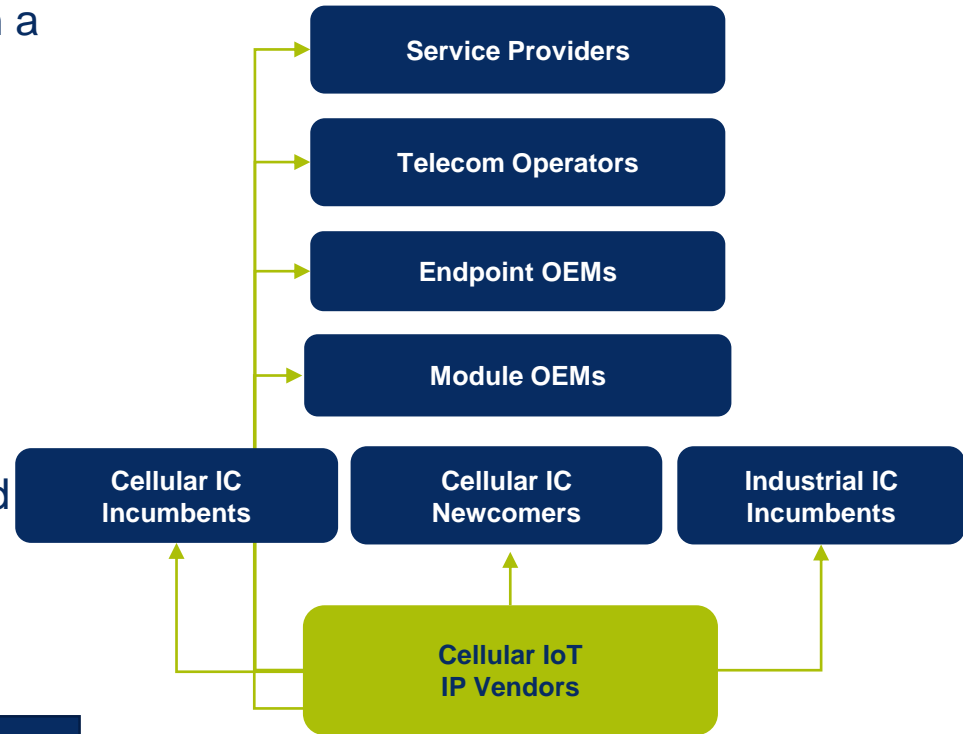 a
Service Providers
Telecom Operators
Endpoint OEMs
Module OEMs
d
Cellular IC
Incumbents
Cellular IC
Newcomers
Industrial IC
Incumbents
Cellular IoT
IP Vendors